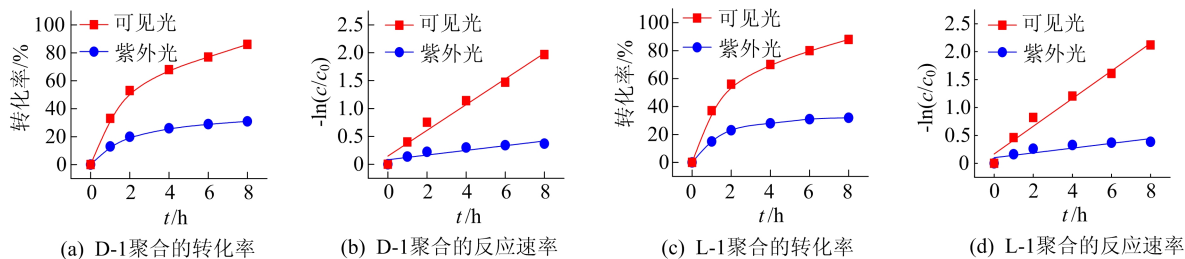 100
80
60
40
20
0
转化率/%
可见光
紫外光
0 2 4 6 8
t/h
(a) D-1聚合的转化率
-2.5
2.0
1.5
1.0
0.5
0
-ln(c/c0)
可见光
紫外光
0 2 4 6 8
t/h
(b) D-1聚合的反应速率
100
80
60
40
20
0
转化率/%
可见光
紫外光
0 2 4 6 8
t/h
(c) L-1聚合的转化率
-2.5
2.0
1.5
1.0
0.5
0
-ln(c/c0)
可见光
紫外光
0 2 4 6 8
t/h
(d) L-1聚合的反应速率